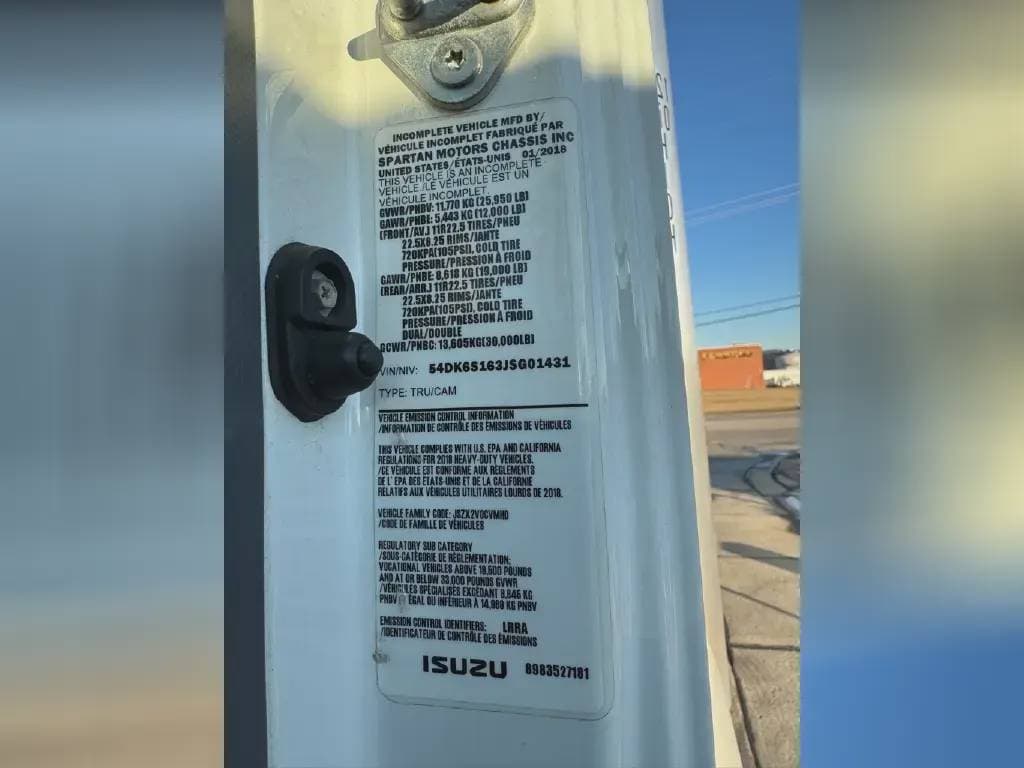 INCOMPLETE VEHICLE MFD BY/
VÉHICULE INCOMPLET FABRIQUÉ PAR
SPARTAN MOTORS CHASSIS INC
UNITED STATES/ÉTATS-UNIS 01/2018
THIS VEHICLE IS AN INCOMPLETE
VEHICLE./LE VÉHICULE EST UN
VÉHICULE INCOMPLET.
GVWR/PNBV: 11,770 KG (25,950 LB)
GAWR/PNBE: 5,443 KG (12,000 LB)
(FRONT/AV.) 11R22.5 TIRES/PNEU
22.5X8.25 RIMS/JANTE
720KPA(105PSI), COLD TIRE
PRESSURE/PRESSION À FROID
GAWR/PNBE: 8,618 KG (19,000 LB)
(REAR/ARR.) 11R22.5 TIRES/PNEU
22.5X8.25 RIMS/JANTE
720KPA(105PSI), COLD TIRE
PRESSURE/PRESSION À FROID
DUAL/DOUBLE
GCWR/PNBC: 13,605KG(30,000LB)
VIN/NIV: 54DK6S163JSG01431
TYPE: TRU/CAM
VEHICLE EMISSION CONTROL INFORMATION
/INFORMATION DE CONTRÔLE DES ÉMISSIONS DE VÉHICULES
THIS VEHICLE COMPLIES WITH U.S. EPA AND CALIFORNIA
REGULATIONS FOR 2018 HEAVY-DUTY VEHICLES.
/CE VÉHICULE EST CONFORME AUX RÈGLEMENTS
DE L' EPA DES ÉTATS-UNIS ET DE LA CALIFORNIE
RELATIFS AUX VÉHICULES UTILITAIRES LOURDS DE 2018.
VEHICLE FAMILY CODE: JSZX2VOCVMHD
/CODE DE FAMILLE DE VÉHICULES
REGULATORY SUB CATEGORY
/SOUS-CATÉGORIE DE RÉGLEMENTATION:
VOCATIONAL VEHICLES ABOVE 19,500 POUNDS
AND AT OR BELOW 33,000 POUNDS GVWR
/VÉHICULES SPÉCIALISÉS EXCÉDANT 8,845 KG
PNBV ÉGAL OU INFÉRIEUR À 14,969 KG PNBV
EMISSION CONTROL IDENTIFIERS: LRRA
/IDENTIFICATEUR DE CONTRÔLE DES ÉMISSIONS
ISUZU 8983527181